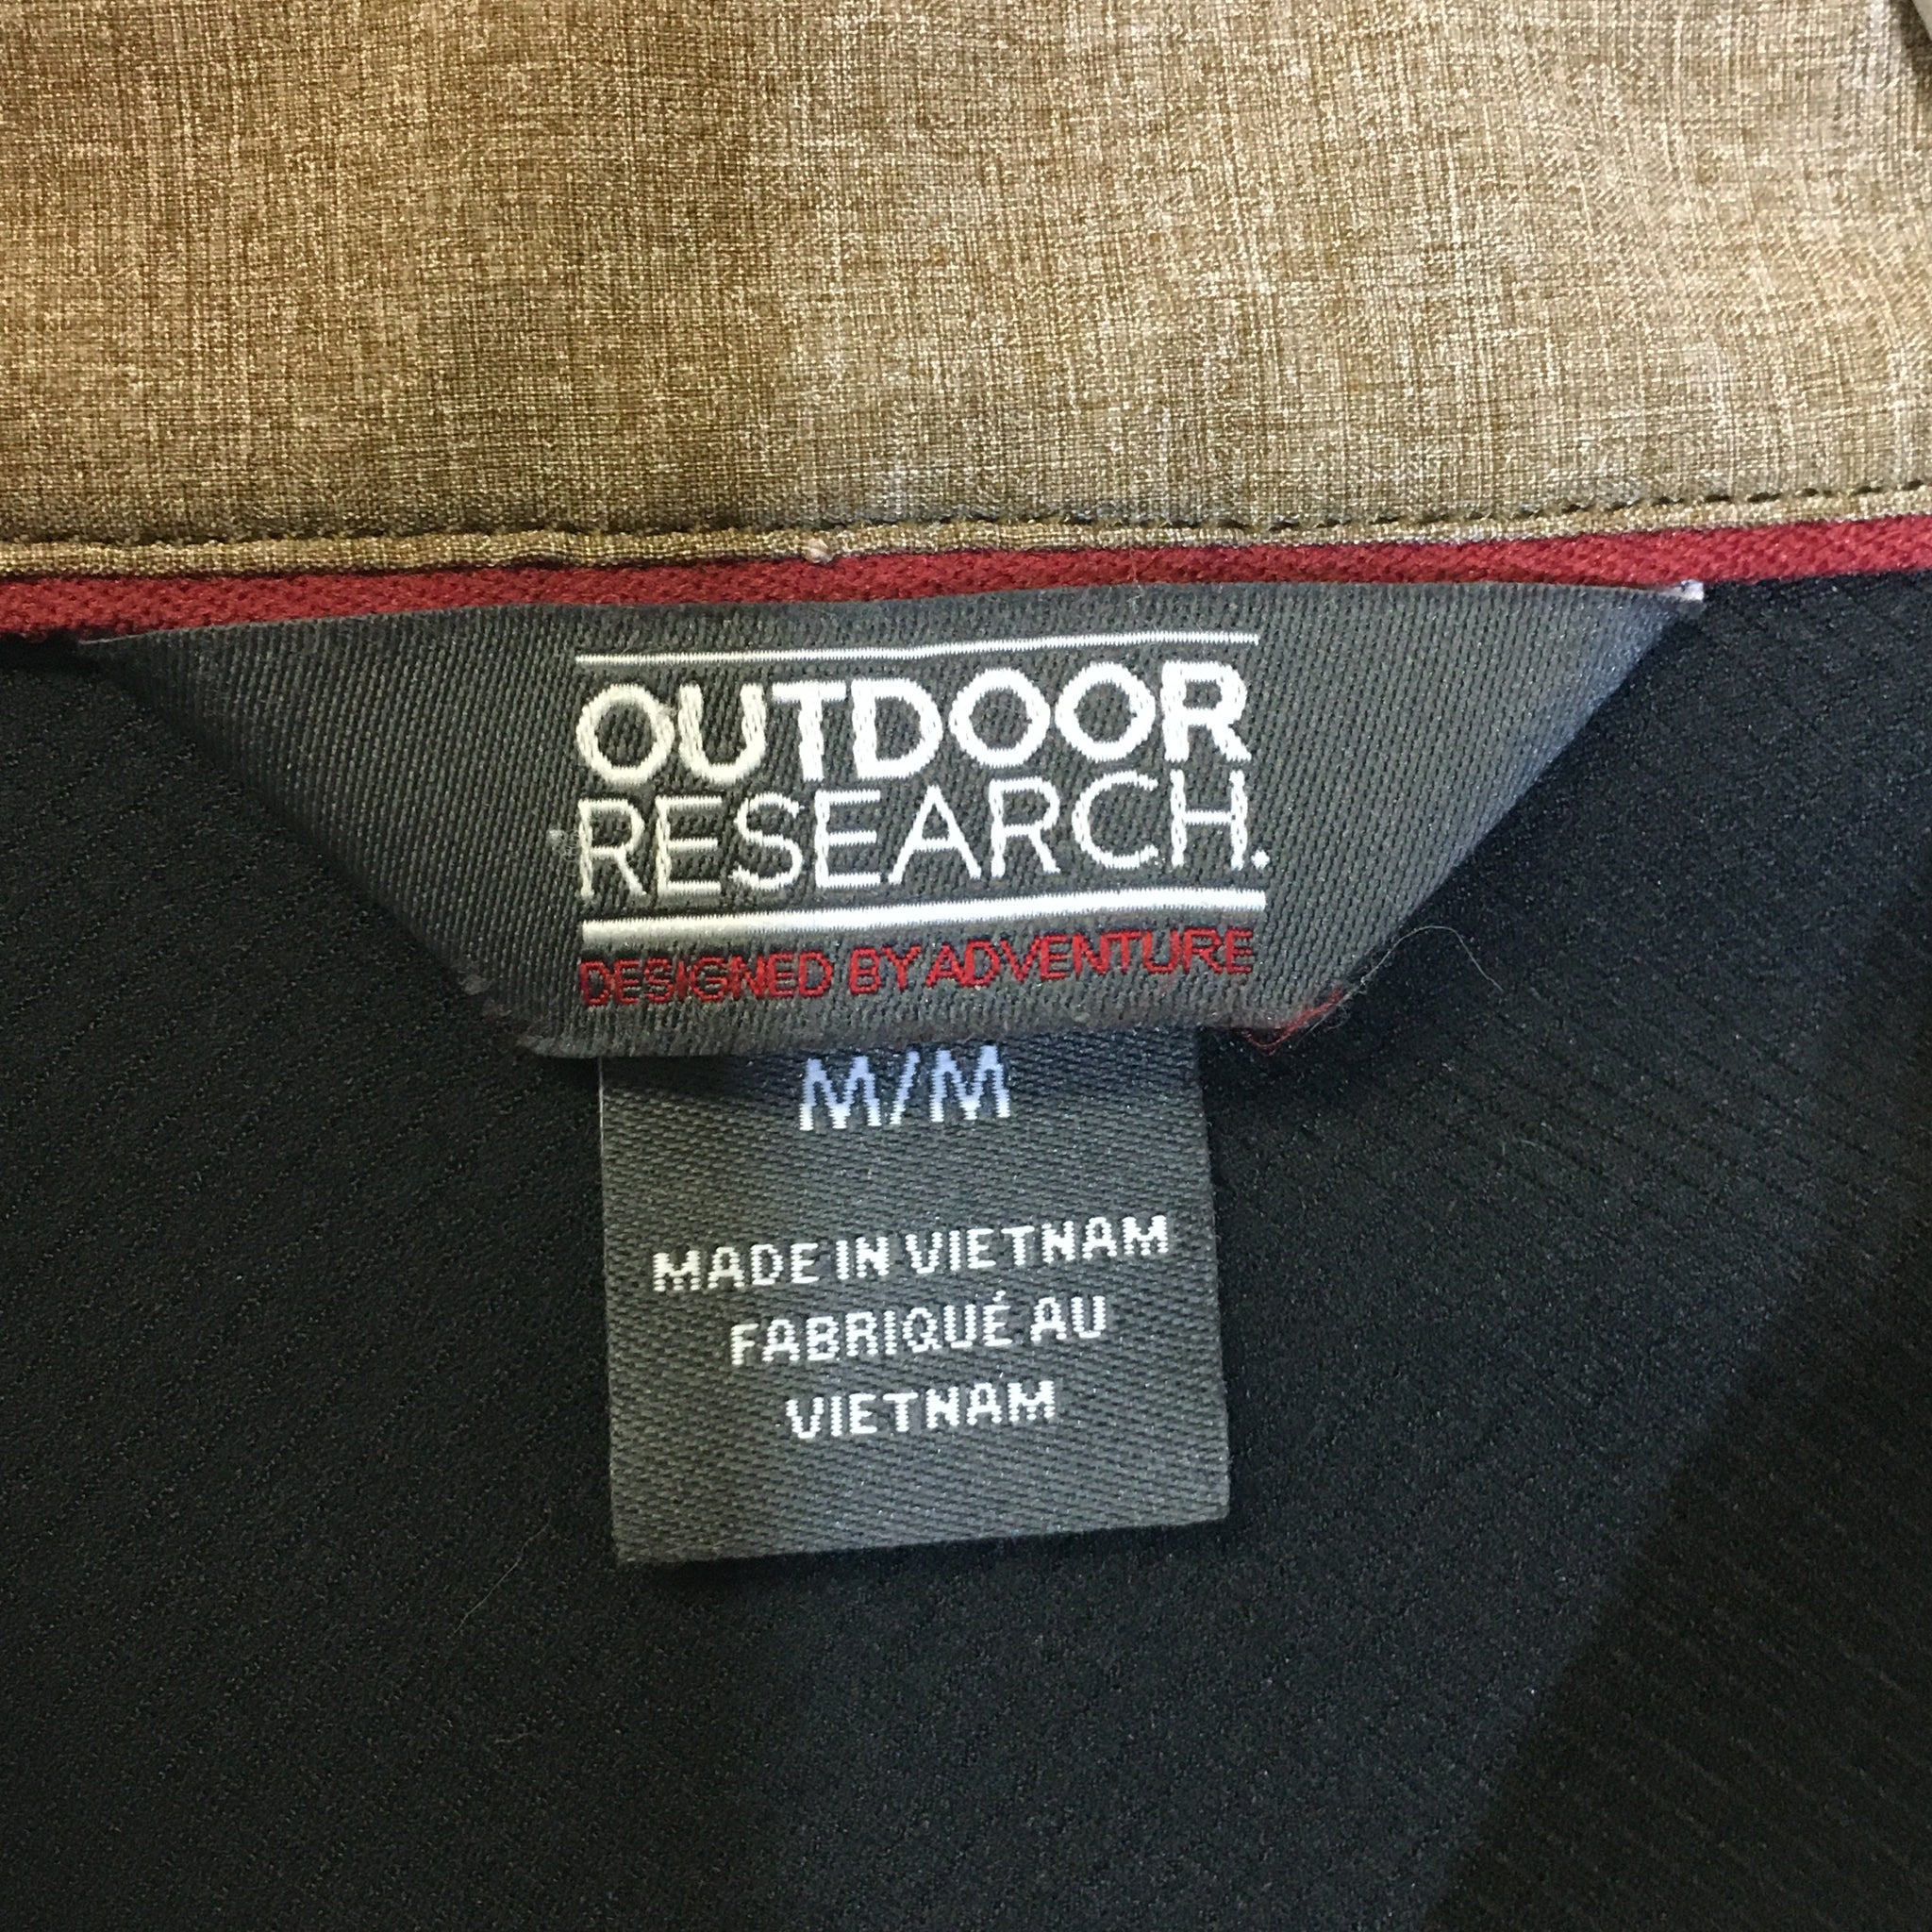 OUTDOOR
RESEARCH.
DESIGNED BY ADVENTURE
M/M
MADE IN VIETNAM
FABRIQUÉ AU
VIETNAM